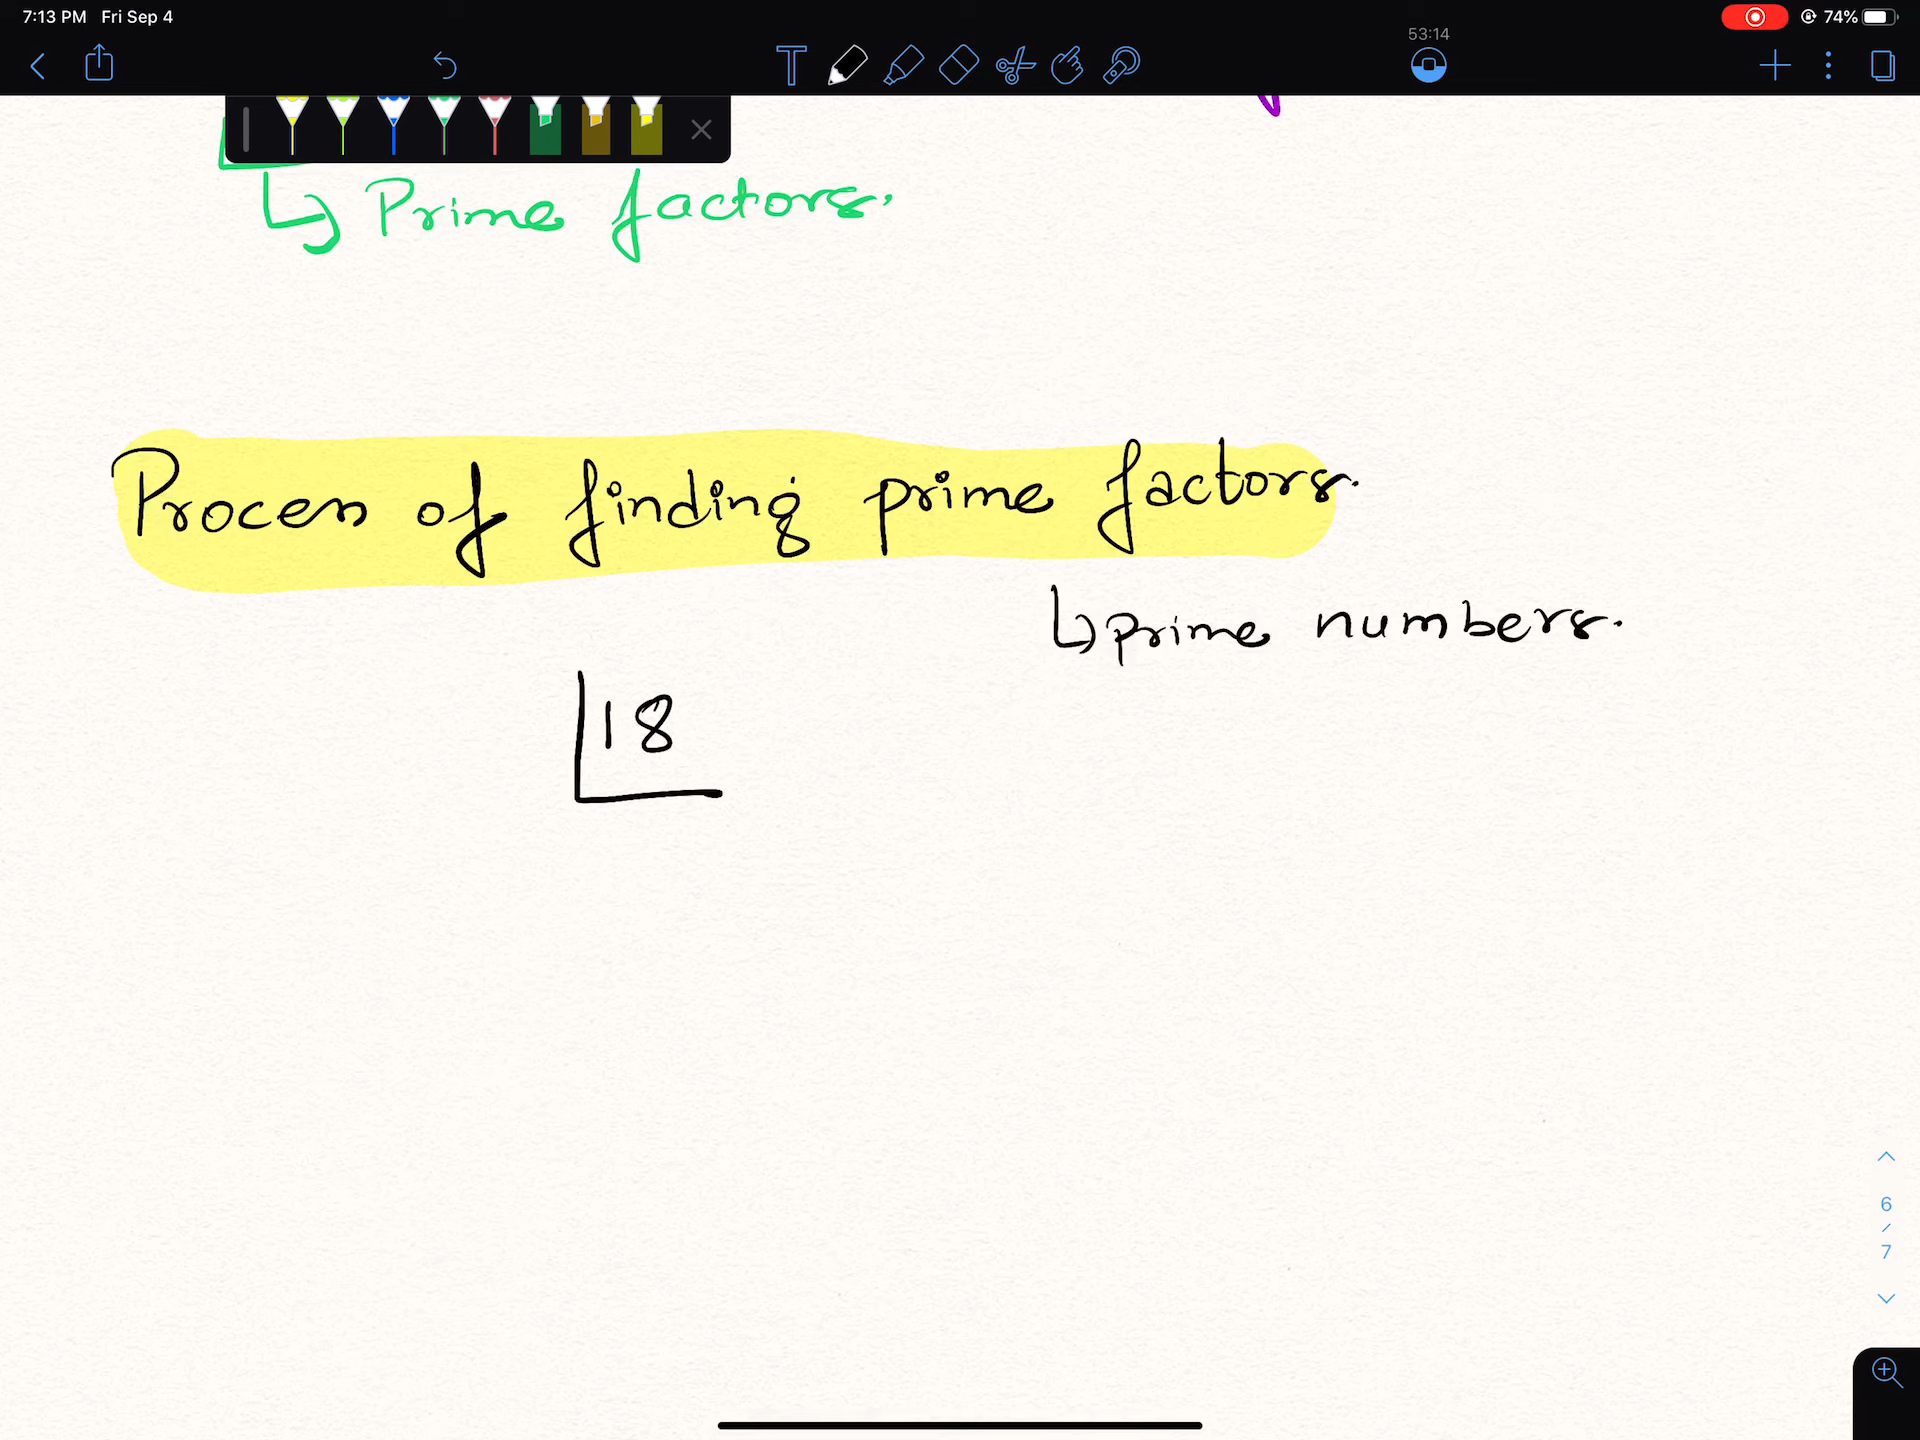 7:13 PM Fri Sep 4
74%
53:14
↳ Prime factors.
Process of finding prime factors.
↳ prime numbers.
18
6
/
7